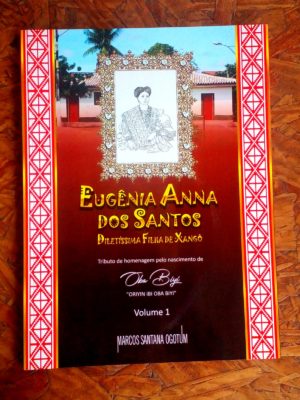 EUGÊNIA ANNA
DOS SANTOS
DILETÍSSIMA FILHA DE XANGÔ
Tributo de homenagem pelo nascimento de
Oba Biyi
"ORIYIN IBI OBA BIYI"
Volume 1
MARCOS SANTANA OGOTUM